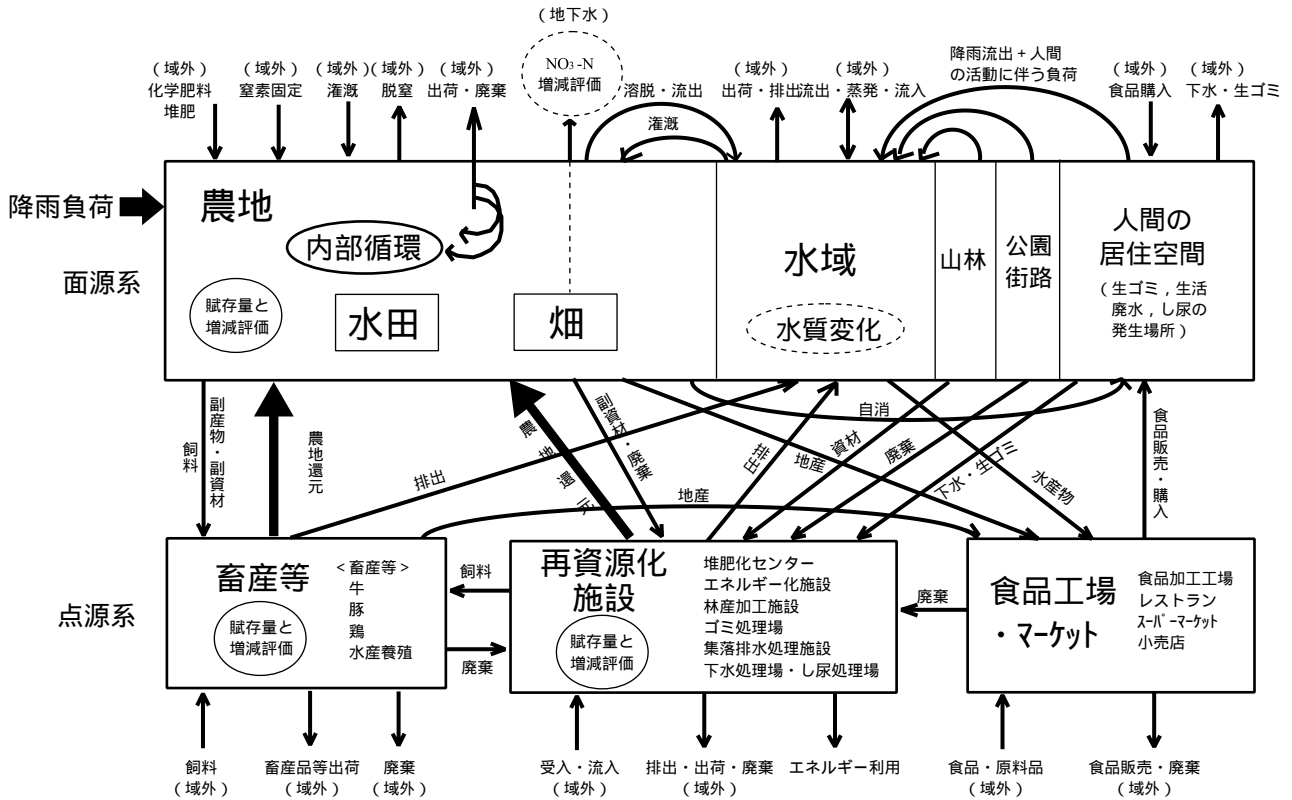 （地下水）
NO₃-N
増減評価
（域外）
化学肥料
堆肥
（域外）
窒素固定
（域外）
灌漑
（域外）
脱窒
（域外）
出荷・廃棄
溶脱・流出
灌漑
（域外）
出荷・排出
（域外）
流出・蒸発・流入
降雨流出＋人間
の活動に伴う負荷
（域外）
食品購入
（域外）
下水・生ゴミ
降雨負荷
面源系
農地
内部循環
賦存量と
増減評価
水田
畑
水域
水質変化
山林
公園
街路
人間の
居住空間
（生ゴミ，生活
廃水，し尿の
発生場所）
飼料
副産物・副資材
農地還元
排出
農地還元
副資材・廃棄
排出
地産
資材
廃棄
自消
下水・生ゴミ
水産物
食品販売・購入
地産
点源系
畜産等
＜畜産等＞
牛
豚
鶏
水産養殖
賦存量と
増減評価
飼料
廃棄
再資源化
施設
賦存量と
増減評価
堆肥化センター
エネルギー化施設
林産加工施設
ゴミ処理場
集落排水処理施設
下水処理場・し尿処理場
廃棄
食品工場
・マーケット
食品加工工場
レストラン
スーパーマーケット
小売店
飼料
（域外）
畜産品等出荷
（域外）
廃棄
（域外）
受入・流入
（域外）
排出・出荷・廃棄
（域外）
エネルギー利用
食品・原料品
（域外）
食品販売・廃棄
（域外）